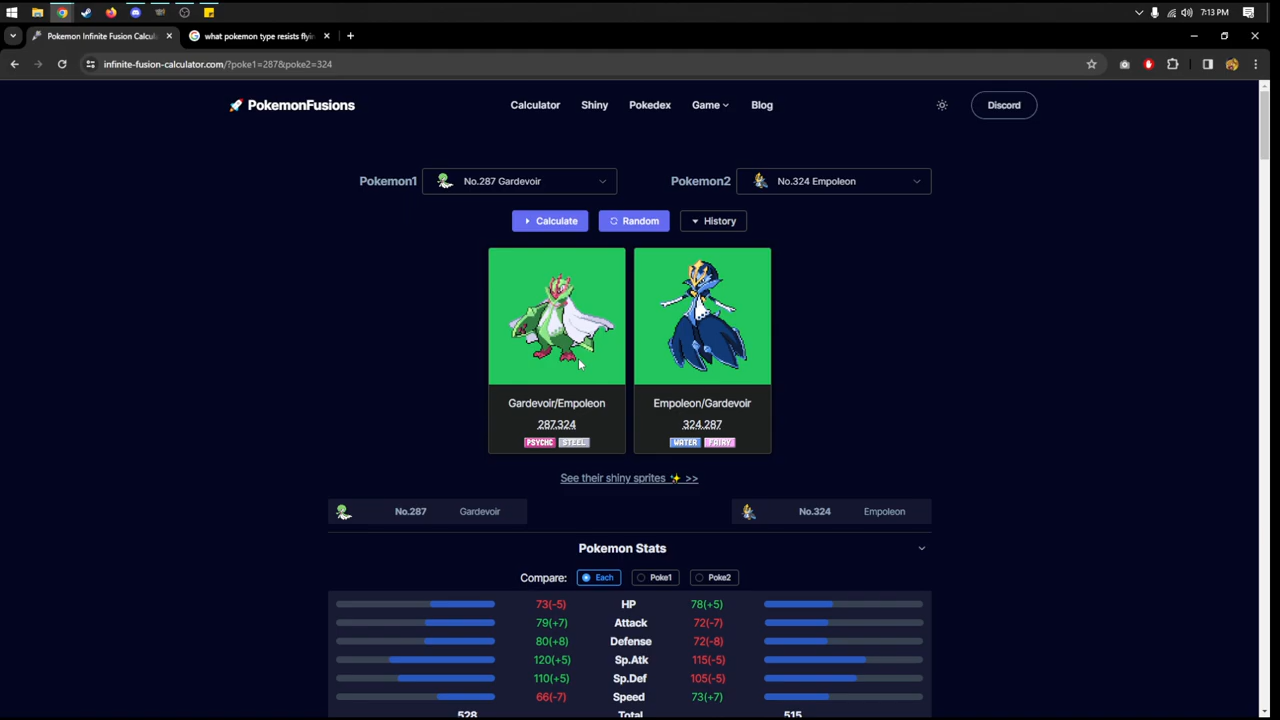 7:13 PM
Pokemon Infinite Fusion Calcula
what pokemon type resists flyin
infinite-fusion-calculator.com/?poke1=287&poke2=324
PokemonFusions
Calculator
Shiny
Pokedex
Game
Blog
Discord
Pokemon1
No.287 Gardevoir
Pokemon2
No.324 Empoleon
Calculate
Random
History
Gardevoir/Empoleon
287.324
PSYCHC STEEL
Empoleon/Gardevoir
324.287
WATER FAIRY
See their shiny sprites ✨ >>
No.287 Gardevoir
No.324 Empoleon
Pokemon Stats
Compare: Each Poke1 Poke2
73(-5) HP 78(+5)
79(+7) Attack 72(-7)
80(+8) Defense 72(-8)
120(+5) Sp.Atk 115(-5)
110(+5) Sp.Def 105(-5)
66(-7) Speed 73(+7)
528 Total 515